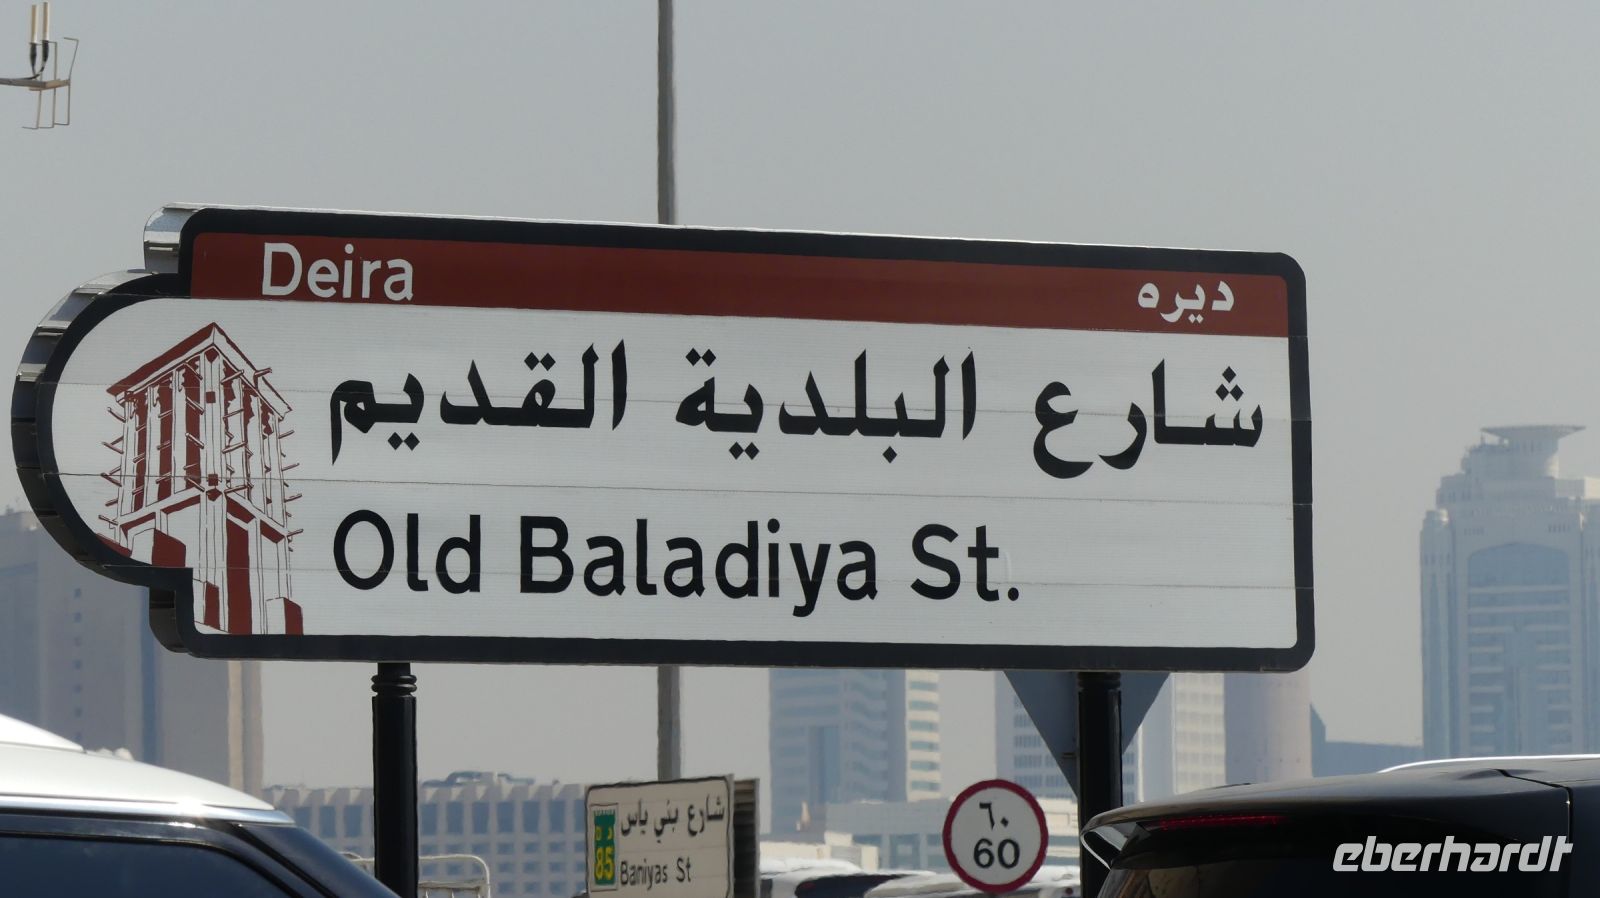 Deira ديره
شارع البلدية القديم
Old Baladiya St.
شارع بني ياس
85
Baniyas St
٦٠
60
eberhardt